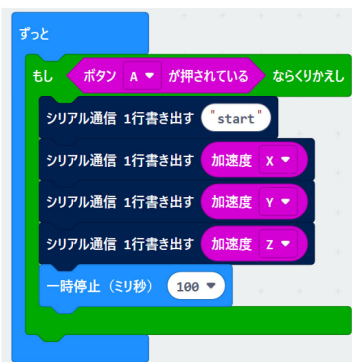 ずっと
もし ボタン A ▼ が押されている ならくりかえし
シリアル通信 1行書き出す "start"
シリアル通信 1行書き出す 加速度 X ▼
シリアル通信 1行書き出す 加速度 Y ▼
シリアル通信 1行書き出す 加速度 Z ▼
一時停止（ミリ秒） 100 ▼